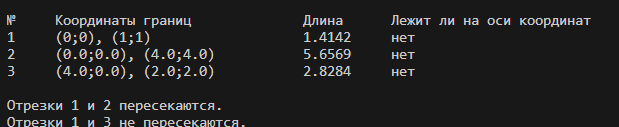 № Координаты границ Длина Лежит ли на оси координат
1 (0;0), (1;1) 1.4142 нет
2 (0.0;0.0), (4.0;4.0) 5.6569 нет
3 (4.0;0.0), (2.0;2.0) 2.8284 нет
Отрезки 1 и 2 пересекаются.
Отрезки 1 и 3 не пересекаются.